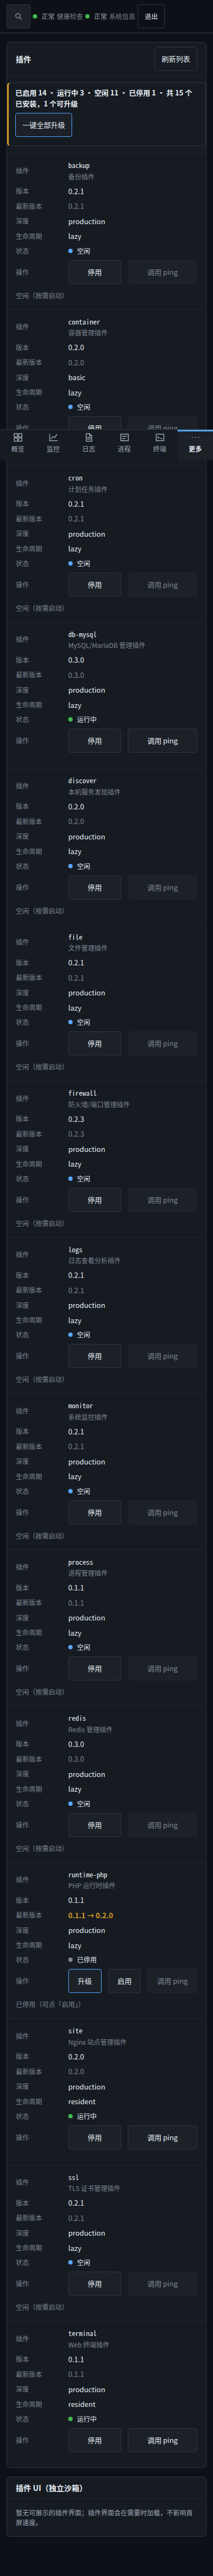 正常 健康检查 正常 系统信息 退出
插件 刷新列表
已启用 14 · 运行中 3 · 空闲 11 · 已停用 1 · 共 15 个
已安装，1 个可升级
一键全部升级
插件 backup
备份插件
版本 0.2.1
最新版本 0.2.1
深度 production
生命周期 lazy
状态 空闲
操作 停用 调用 ping
空闲（按需启动）
插件 container
容器管理插件
版本 0.2.0
最新版本 0.2.0
深度 basic
生命周期 lazy
状态 空闲
操作 停用 调用 ping
概览 监控 日志 进程 终端 更多
插件 cron
计划任务插件
版本 0.2.1
最新版本 0.2.1
深度 production
生命周期 lazy
状态 空闲
操作 停用 调用 ping
空闲（按需启动）
插件 db-mysql
MySQL/MariaDB 管理插件
版本 0.3.0
最新版本 0.3.0
深度 production
生命周期 lazy
状态 运行中
操作 停用 调用 ping
插件 discover
本机服务发现插件
版本 0.2.0
最新版本 0.2.0
深度 production
生命周期 lazy
状态 空闲
操作 停用 调用 ping
空闲（按需启动）
插件 file
文件管理插件
版本 0.2.1
最新版本 0.2.1
深度 production
生命周期 lazy
状态 空闲
操作 停用 调用 ping
空闲（按需启动）
插件 firewall
防火墙/端口管理插件
版本 0.2.3
最新版本 0.2.3
深度 production
生命周期 lazy
状态 空闲
操作 停用 调用 ping
空闲（按需启动）
插件 logs
日志查看分析插件
版本 0.2.1
最新版本 0.2.1
深度 production
生命周期 lazy
状态 空闲
操作 停用 调用 ping
空闲（按需启动）
插件 monitor
系统监控插件
版本 0.2.1
最新版本 0.2.1
深度 production
生命周期 lazy
状态 空闲
操作 停用 调用 ping
空闲（按需启动）
插件 process
进程管理插件
版本 0.1.1
最新版本 0.1.1
深度 production
生命周期 lazy
状态 空闲
操作 停用 调用 ping
空闲（按需启动）
插件 redis
Redis 管理插件
版本 0.3.0
最新版本 0.3.0
深度 production
生命周期 lazy
状态 空闲
操作 停用 调用 ping
空闲（按需启动）
插件 runtime-php
PHP 运行时插件
版本 0.1.1
最新版本 0.1.1 → 0.2.0
深度 production
生命周期 lazy
状态 已停用
操作 升级 启用 调用 ping
已停用（可点「启用」）
插件 site
Nginx 站点管理插件
版本 0.2.0
最新版本 0.2.0
深度 production
生命周期 resident
状态 运行中
操作 停用 调用 ping
插件 ssl
TLS 证书管理插件
版本 0.2.1
最新版本 0.2.1
深度 production
生命周期 lazy
状态 空闲
操作 停用 调用 ping
空闲（按需启动）
插件 terminal
Web 终端插件
版本 0.1.1
最新版本 0.1.1
深度 production
生命周期 resident
状态 运行中
操作 停用 调用 ping
插件 UI（独立沙箱）
暂无可展示的插件界面；插件界面会在需要时加载，不影响首
屏速度。